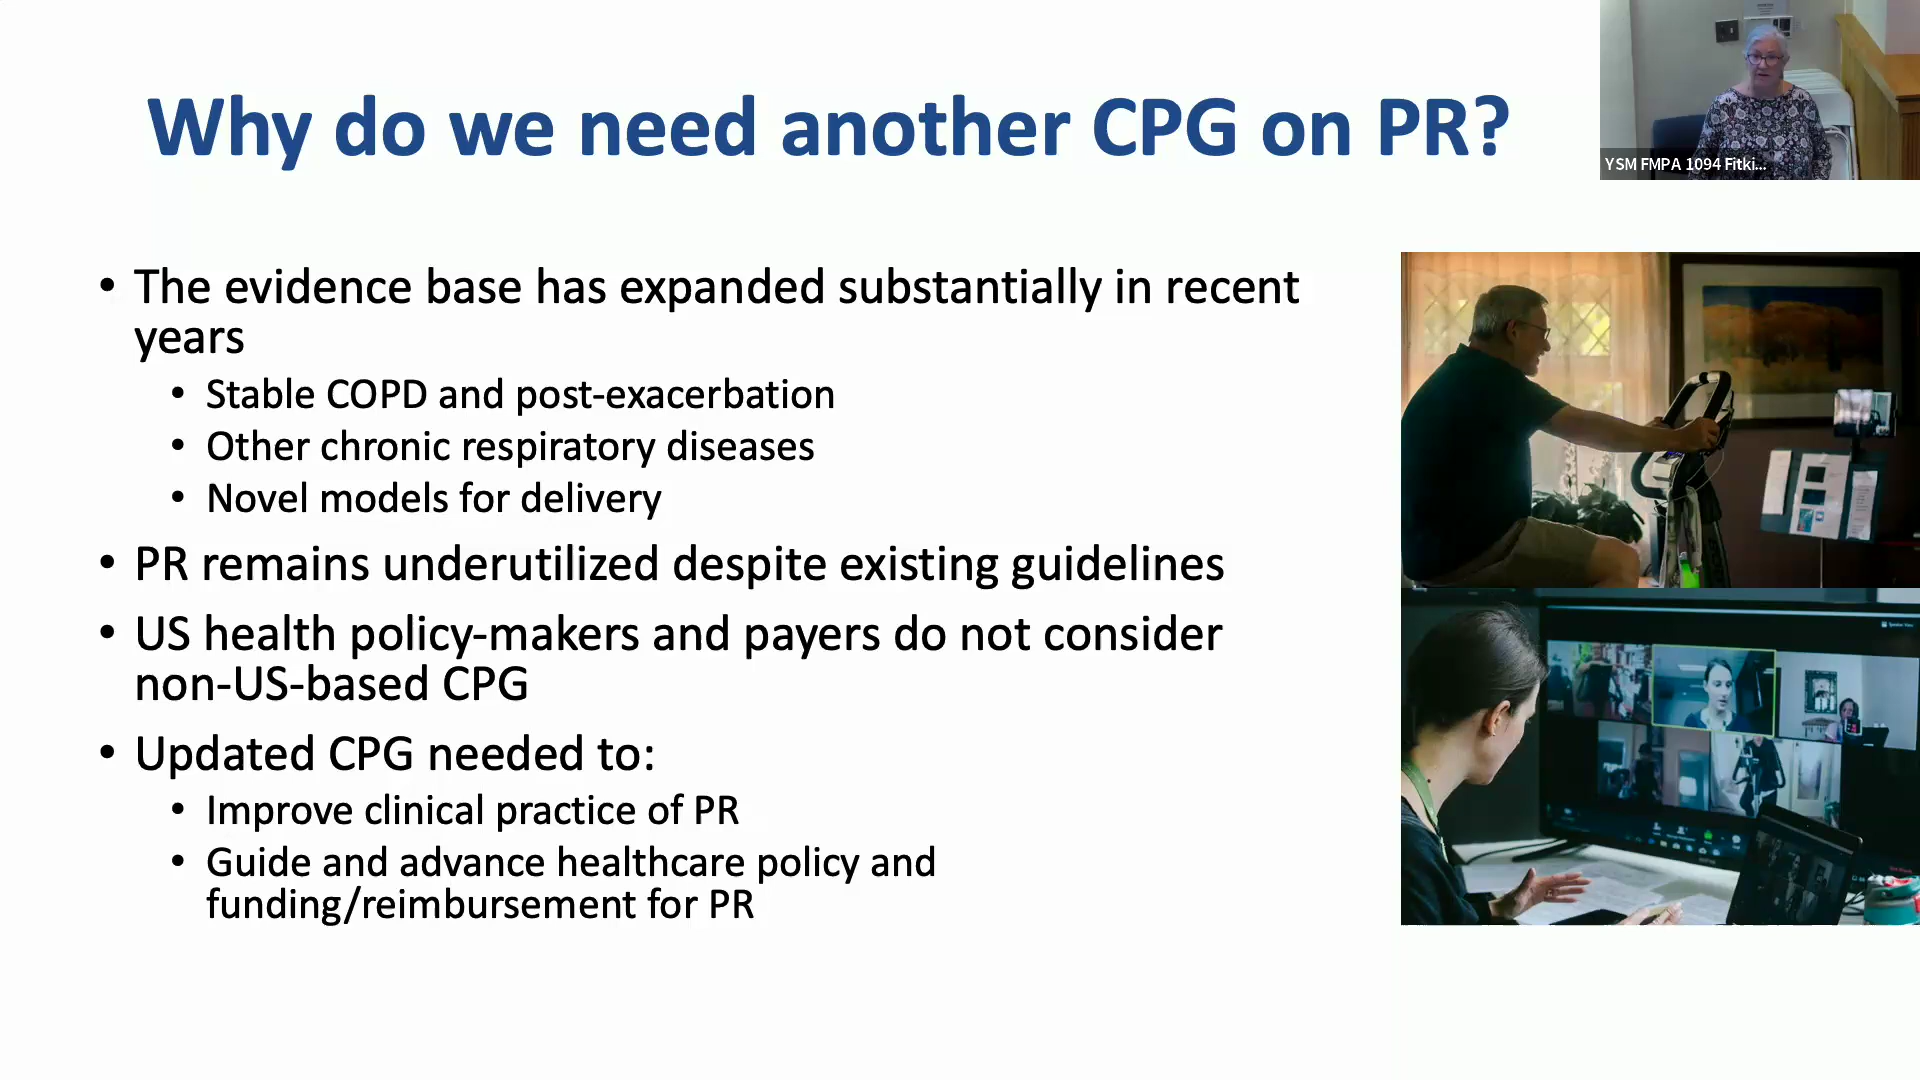 Why do we need another CPG on PR?
YSM FMPA 1094 Fitki...
• The evidence base has expanded substantially in recent
years
• Stable COPD and post-exacerbation
• Other chronic respiratory diseases
• Novel models for delivery
• PR remains underutilized despite existing guidelines
• US health policy-makers and payers do not consider
non-US-based CPG
• Updated CPG needed to:
• Improve clinical practice of PR
• Guide and advance healthcare policy and
funding/reimbursement for PR